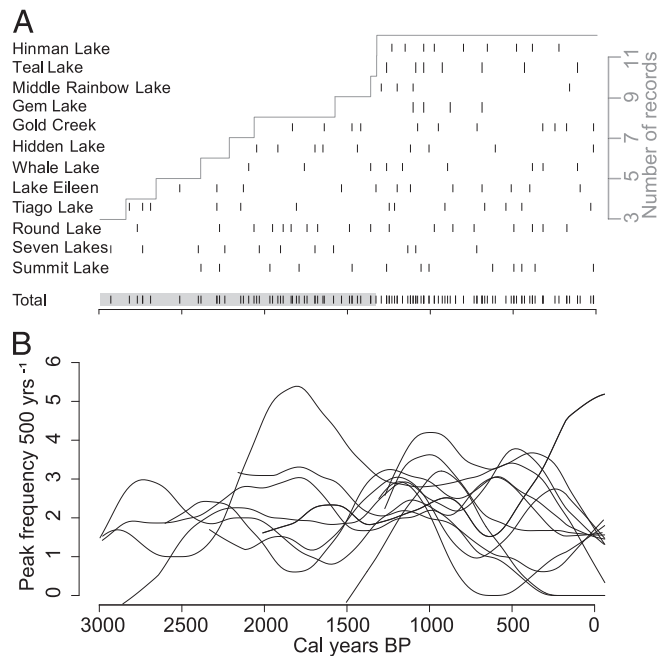 A
Hinman Lake
Teal Lake
Middle Rainbow Lake
Gem Lake
Gold Creek
Hidden Lake
Whale Lake
Lake Eileen
Tiago Lake
Round Lake
Seven Lakes
Summit Lake
Total
3 5 7 9 11
Number of records
B
Peak frequency 500 yrs ⁻¹
0 1 2 3 4 5 6
3000 2500 2000 1500 1000 500 0
Cal years BP